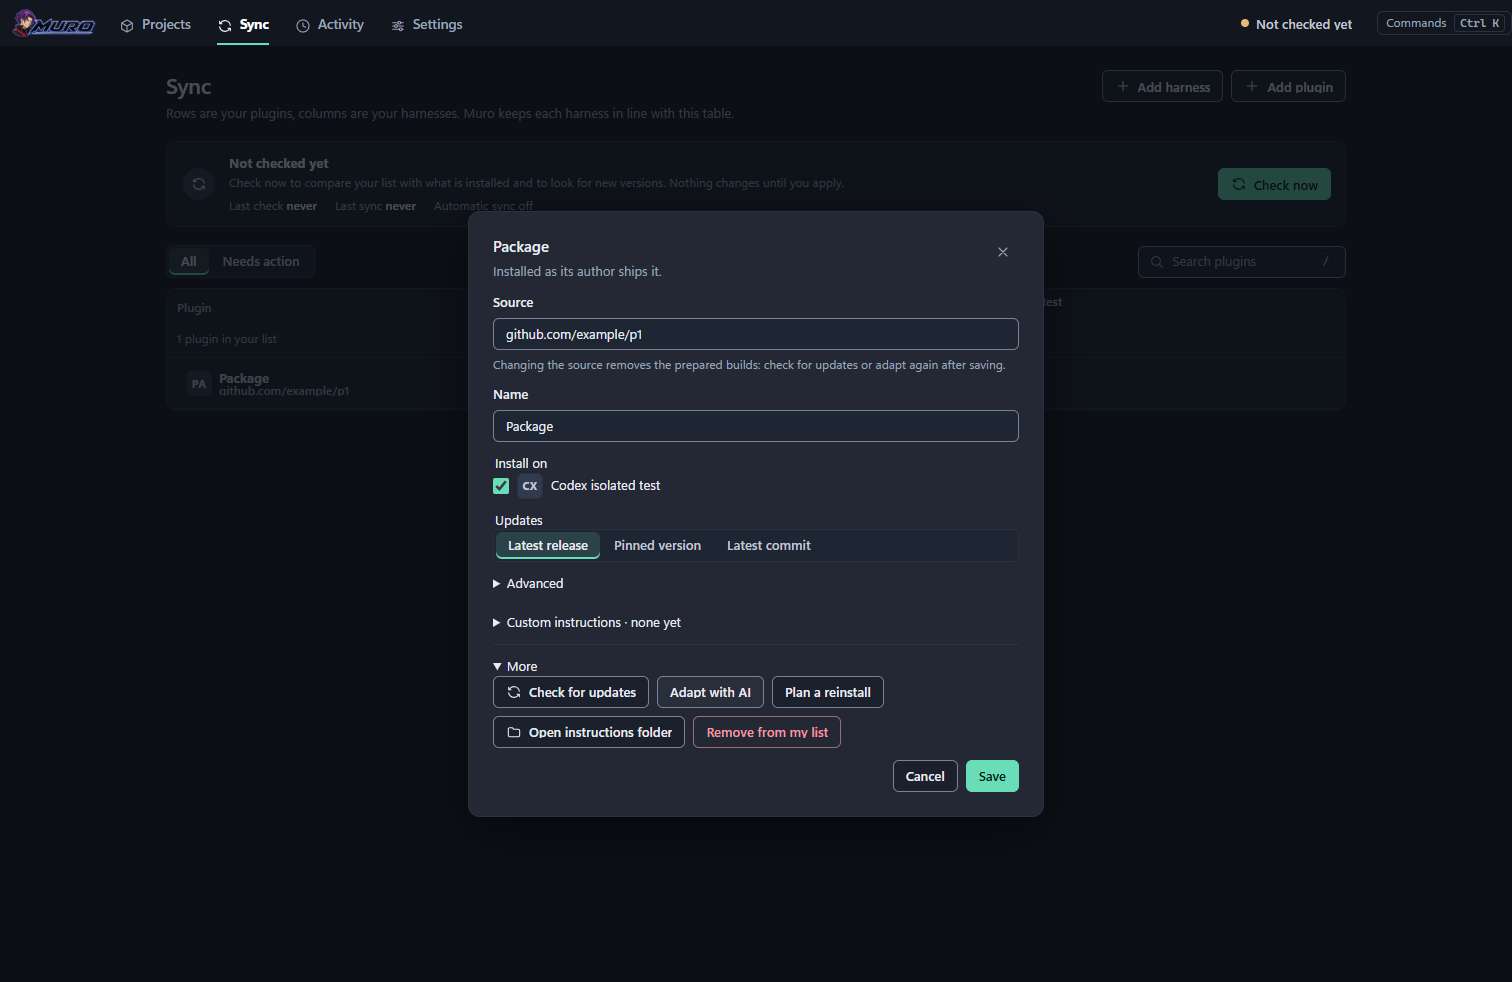 MURO
Projects
Sync
Activity
Settings
Not checked yet
Commands Ctrl K
Sync
Rows are your plugins, columns are your harnesses. Muro keeps each harness in line with this table.
Add harness
Add plugin
Not checked yet
Check now to compare your list with what is installed and to look for new versions. Nothing changes until you apply.
Last check never Last sync never Automatic sync off
Check now
All
Needs action
Search plugins /
Plugin
1 plugin in your list
PA
Package
github.com/example/p1
Package
Installed as its author ships it.
Source
github.com/example/p1
Changing the source removes the prepared builds: check for updates or adapt again after saving.
Name
Package
Install on
CX Codex isolated test
Updates
Latest release
Pinned version
Latest commit
Advanced
Custom instructions · none yet
More
Check for updates
Adapt with AI
Plan a reinstall
Open instructions folder
Remove from my list
Cancel
Save